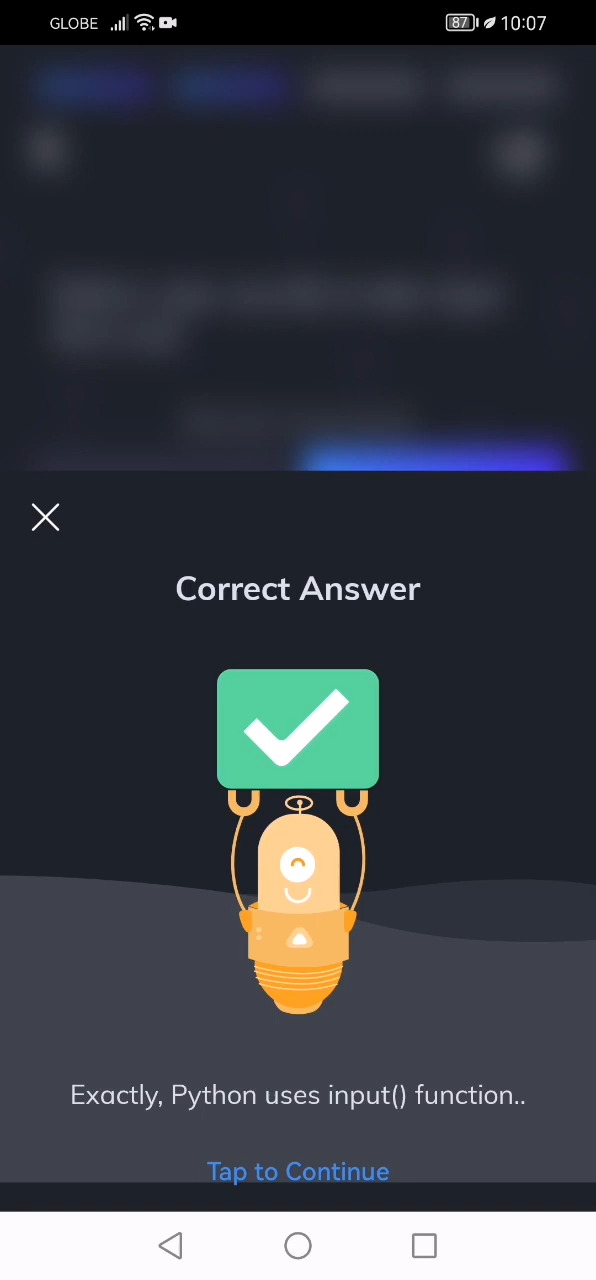 GLOBE 87 10:07
Correct Answer
Exactly, Python uses input() function..
Tap to Continue